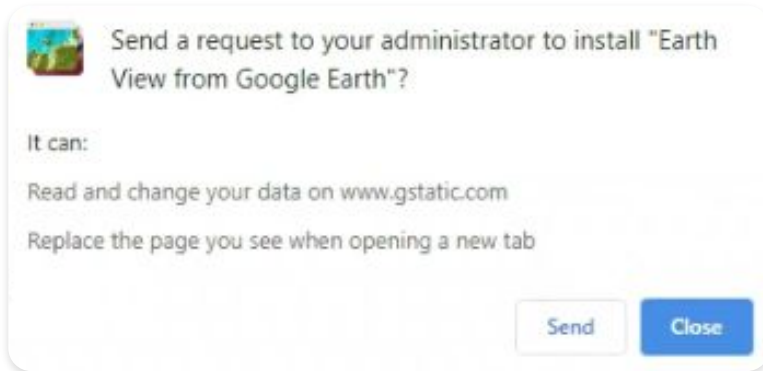 Send a request to your administrator to install "Earth
View from Google Earth"?
It can:
Read and change your data on www.gstatic.com
Replace the page you see when opening a new tab
Send
Close